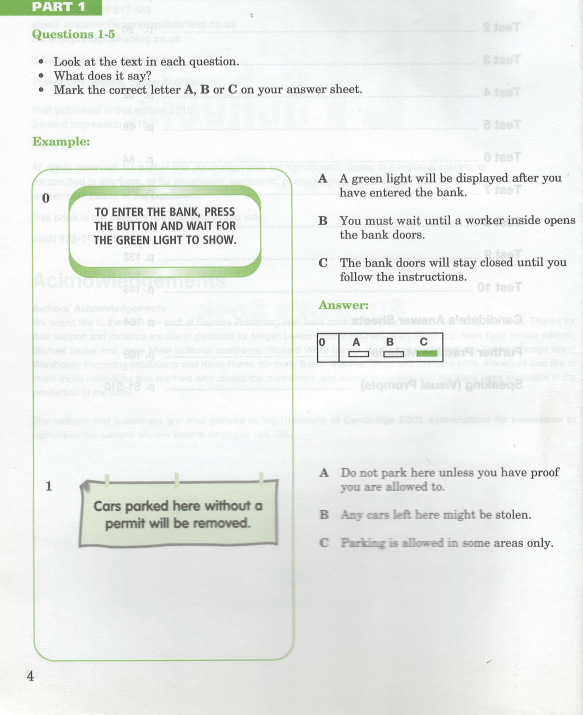 PART 1
Questions 1-5
• Look at the text in each question.
• What does it say?
• Mark the correct letter A, B or C on your answer sheet.
Example:
0
TO ENTER THE BANK, PRESS
THE BUTTON AND WAIT FOR
THE GREEN LIGHT TO SHOW.
A A green light will be displayed after you
have entered the bank.
B You must wait until a worker inside opens
the bank doors.
C The bank doors will stay closed until you
follow the instructions.
Answer:
0 A B C
1
Cars parked here without a
permit will be removed.
A Do not park here unless you have proof
you are allowed to.
B Any cars left here might be stolen.
C Parking is allowed in some areas only.
4